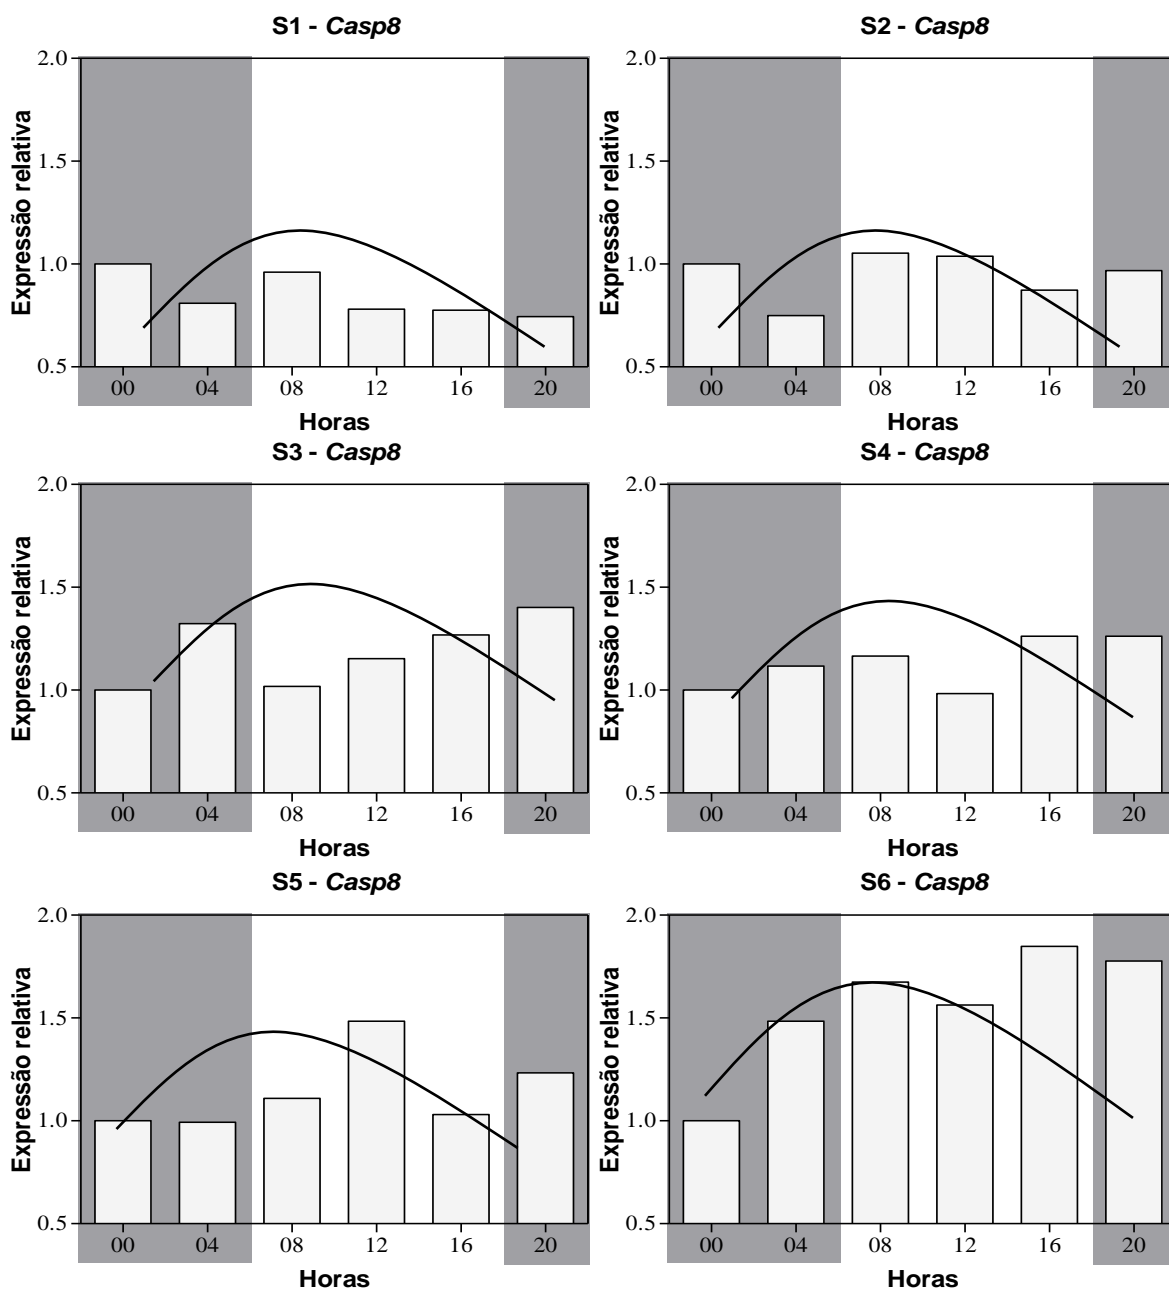 S1 - Casp8
Expressão relativa
2.0
1.5
1.0
0.5
00 04 08 12 16 20
Horas
S2 - Casp8
Expressão relativa
2.0
1.5
1.0
0.5
00 04 08 12 16 20
Horas
S3 - Casp8
Expressão relativa
2.0
1.5
1.0
0.5
00 04 08 12 16 20
Horas
S4 - Casp8
Expressão relativa
2.0
1.5
1.0
0.5
00 04 08 12 16 20
Horas
S5 - Casp8
Expressão relativa
2.0
1.5
1.0
0.5
00 04 08 12 16 20
Horas
S6 - Casp8
Expressão relativa
2.0
1.5
1.0
0.5
00 04 08 12 16 20
Horas